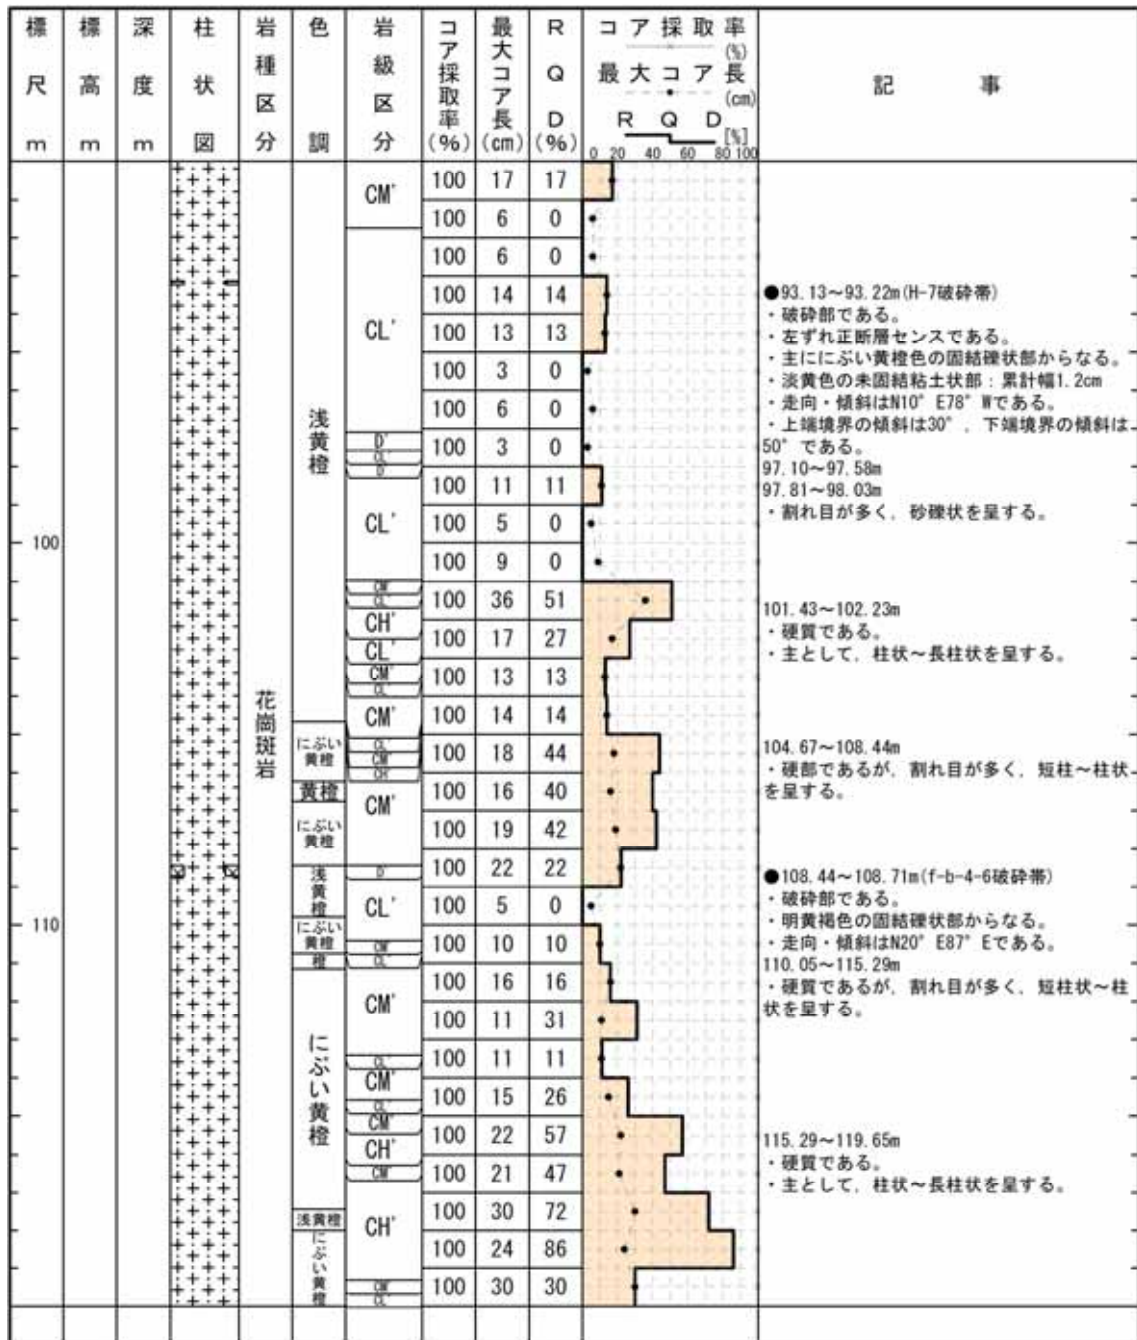 標尺m
標高m
深度m
柱状図
岩種区分
色調
岩級区分
コア採取率(%)
最大コア長(cm)
RQD(%)
コア採取率(%)
最大コア長(cm)
RQD[%]
0 20 40 60 80 100
記事
100
110
花崗斑岩
浅黄橙
にぶい黄橙
黄橙
にぶい黄橙
浅黄橙
にぶい黄橙
橙
にぶい黄橙
浅黄橙
にぶい黄橙
CM'
CL'
D'
CL'
D
CL'
CH'
CL'
CM'
CM'
CM'
D
CL'
CM'
CM'
CM'
CH'
CH'
100 17 17
100 6 0
100 6 0
100 14 14
100 13 13
100 3 0
100 6 0
100 3 0
100 11 11
100 5 0
100 9 0
100 36 51
100 17 27
100 13 13
100 14 14
100 18 44
100 16 40
100 19 42
100 22 22
100 5 0
100 10 10
100 16 16
100 11 31
100 11 11
100 15 26
100 22 57
100 21 47
100 30 72
100 24 86
100 30 30
●93.13～93.22m(H-7破砕帯)
・破砕部である。
・左ずれ正断層センスである。
・主ににぶい黄橙色の固結礫状部からなる。
・淡黄色の未固結粘土状部：累計幅1.2cm
・走向・傾斜はN10°E78°Wである。
・上端境界の傾斜は30°，下端境界の傾斜は
50°である。
97.10～97.58m
97.81～98.03m
・割れ目が多く，砂礫状を呈する。
101.43～102.23m
・硬質である。
・主として，柱状～長柱状を呈する。
104.67～108.44m
・硬部であるが，割れ目が多く，短柱～柱状
を呈する。
●108.44～108.71m(f-b-4-6破砕帯)
・破砕部である。
・明黄褐色の固結礫状部からなる。
・走向・傾斜はN20°E87°Eである。
110.05～115.29m
・硬質であるが，割れ目が多く，短柱状～柱
状を呈する。
115.29～119.65m
・硬質である。
・主として，柱状～長柱状を呈する。